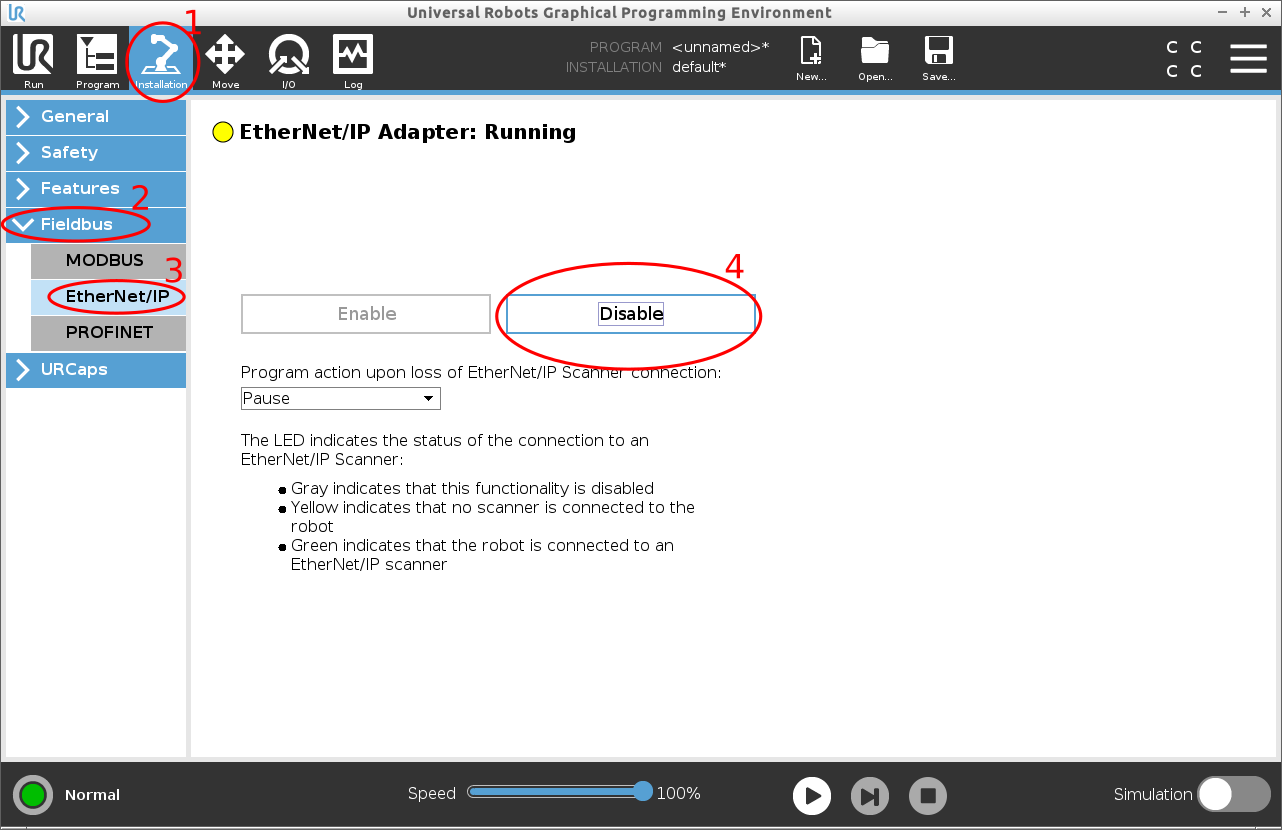 UR
Universal Robots Graphical Programming Environment
1
UR
Run
Program
Installation
Move
I/O
Log
PROGRAM <unnamed>*
INSTALLATION default*
New...
Open...
Save...
C C
C C
General
Safety
Features
2
Fieldbus
MODBUS
3
EtherNet/IP
PROFINET
URCaps
EtherNet/IP Adapter: Running
4
Enable
Disable
Program action upon loss of EtherNet/IP Scanner connection:
Pause
The LED indicates the status of the connection to an
EtherNet/IP Scanner:
Gray indicates that this functionality is disabled
Yellow indicates that no scanner is connected to the
robot
Green indicates that the robot is connected to an
EtherNet/IP scanner
Normal
Speed
100%
Simulation